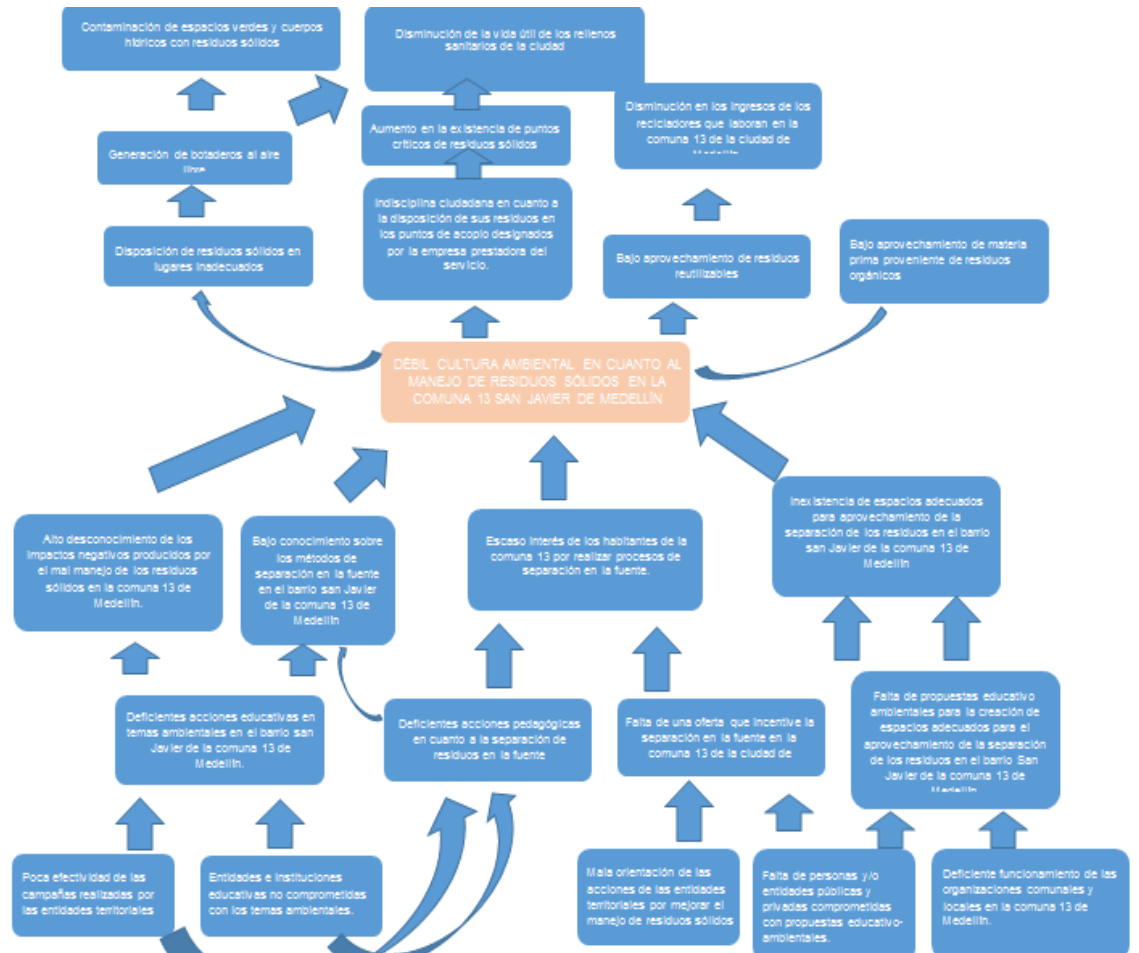 Contaminación de espacios verdes y cuerpos
hídricos con residuos sólidos
Disminución de la vida útil de los rellenos
sanitarios de la ciudad
Disminución en los ingresos de los
recicladores que laboran en la
comuna 13 de la ciudad de
Medellín
Aumento en la existencia de puntos
críticos de residuos sólidos
Generación de botaderos al aire
libre
Indisciplina ciudadana en cuanto a
la disposición de sus residuos en
los puntos de acopio designados
por la empresa prestadora del
servicio.
Disposición de residuos sólidos en
lugares inadecuados
Bajo aprovechamiento de residuos
reutilizables
Bajo aprovechamiento de materia
prima proveniente de residuos
orgánicos
DÉBIL CULTURA AMBIENTAL EN CUANTO AL
MANEJO DE RESIDUOS SÓLIDOS EN LA
COMUNA 13 SAN JAVIER DE MEDELLÍN
Alto desconocimiento de los
impactos negativos producidos por
el mal manejo de los residuos
sólidos en la comuna 13 de
Medellín.
Bajo conocimiento sobre
los métodos de
separación en la fuente
en el barrio san Javier
de la comuna 13 de
Medellín
Escaso interés de los habitantes de la
comuna 13 por realizar procesos de
separación en la fuente.
Inexistencia de espacios adecuados
para aprovechamiento de la
separación de los residuos en el barrio
san Javier de la comuna 13 de
Medellín
Deficientes acciones educativas en
temas ambientales en el barrio san
Javier de la comuna 13 de
Medellín.
Deficientes acciones pedagógicas
en cuanto a la separación de
residuos en la fuente
Falta de una oferta que incentive la
separación en la fuente en la
comuna 13 de la ciudad de
Falta de propuestas educativo
ambientales para la creación de
espacios adecuados para el
aprovechamiento de la separación
de los residuos en el barrio San
Javier de la comuna 13 de
Medellín
Poca efectividad de las
campañas realizadas por
las entidades territoriales
Entidades e instituciones
educativas no comprometidas
con los temas ambientales.
Mala orientación de las
acciones de las entidades
territoriales por mejorar el
manejo de residuos sólidos
Falta de personas y/o
entidades públicas y
privadas comprometidas
con propuestas educativo-
ambientales.
Deficiente funcionamiento de las
organizaciones comunales y
locales en la comuna 13 de
Medellín.